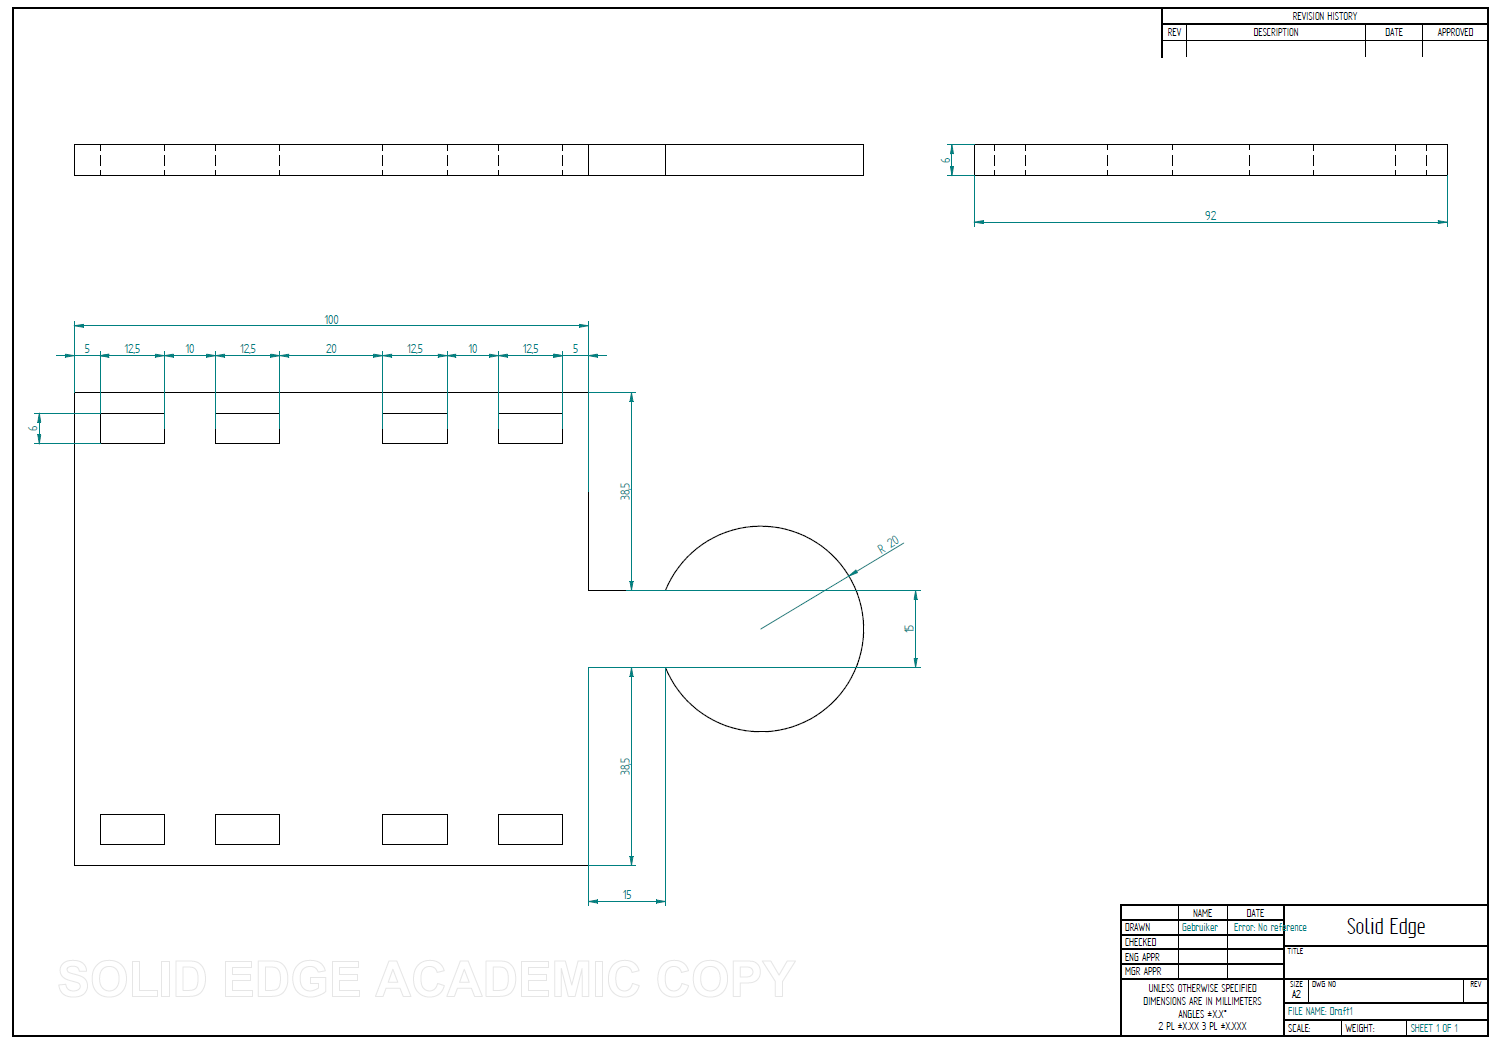 REVISION HISTORY
REV DESCRIPTION DATE APPROVED
6
92
100
5 12,5 10 12,5 20 12,5 10 12,5 5
6
38,5
R 20
15
38,5
15
SOLID EDGE ACADEMIC COPY
NAME DATE
DRAWN Gebruiker Error: No reference
CHECKED
ENG APPR
MGR APPR
UNLESS OTHERWISE SPECIFIED
DIMENSIONS ARE IN MILLIMETERS
ANGLES ±X.X°
2 PL ±X.XX 3 PL ±X.XXX
Solid Edge
TITLE
SIZE DWG NO REV
A2
FILE NAME: Draft1
SCALE: WEIGHT: SHEET 1 OF 1